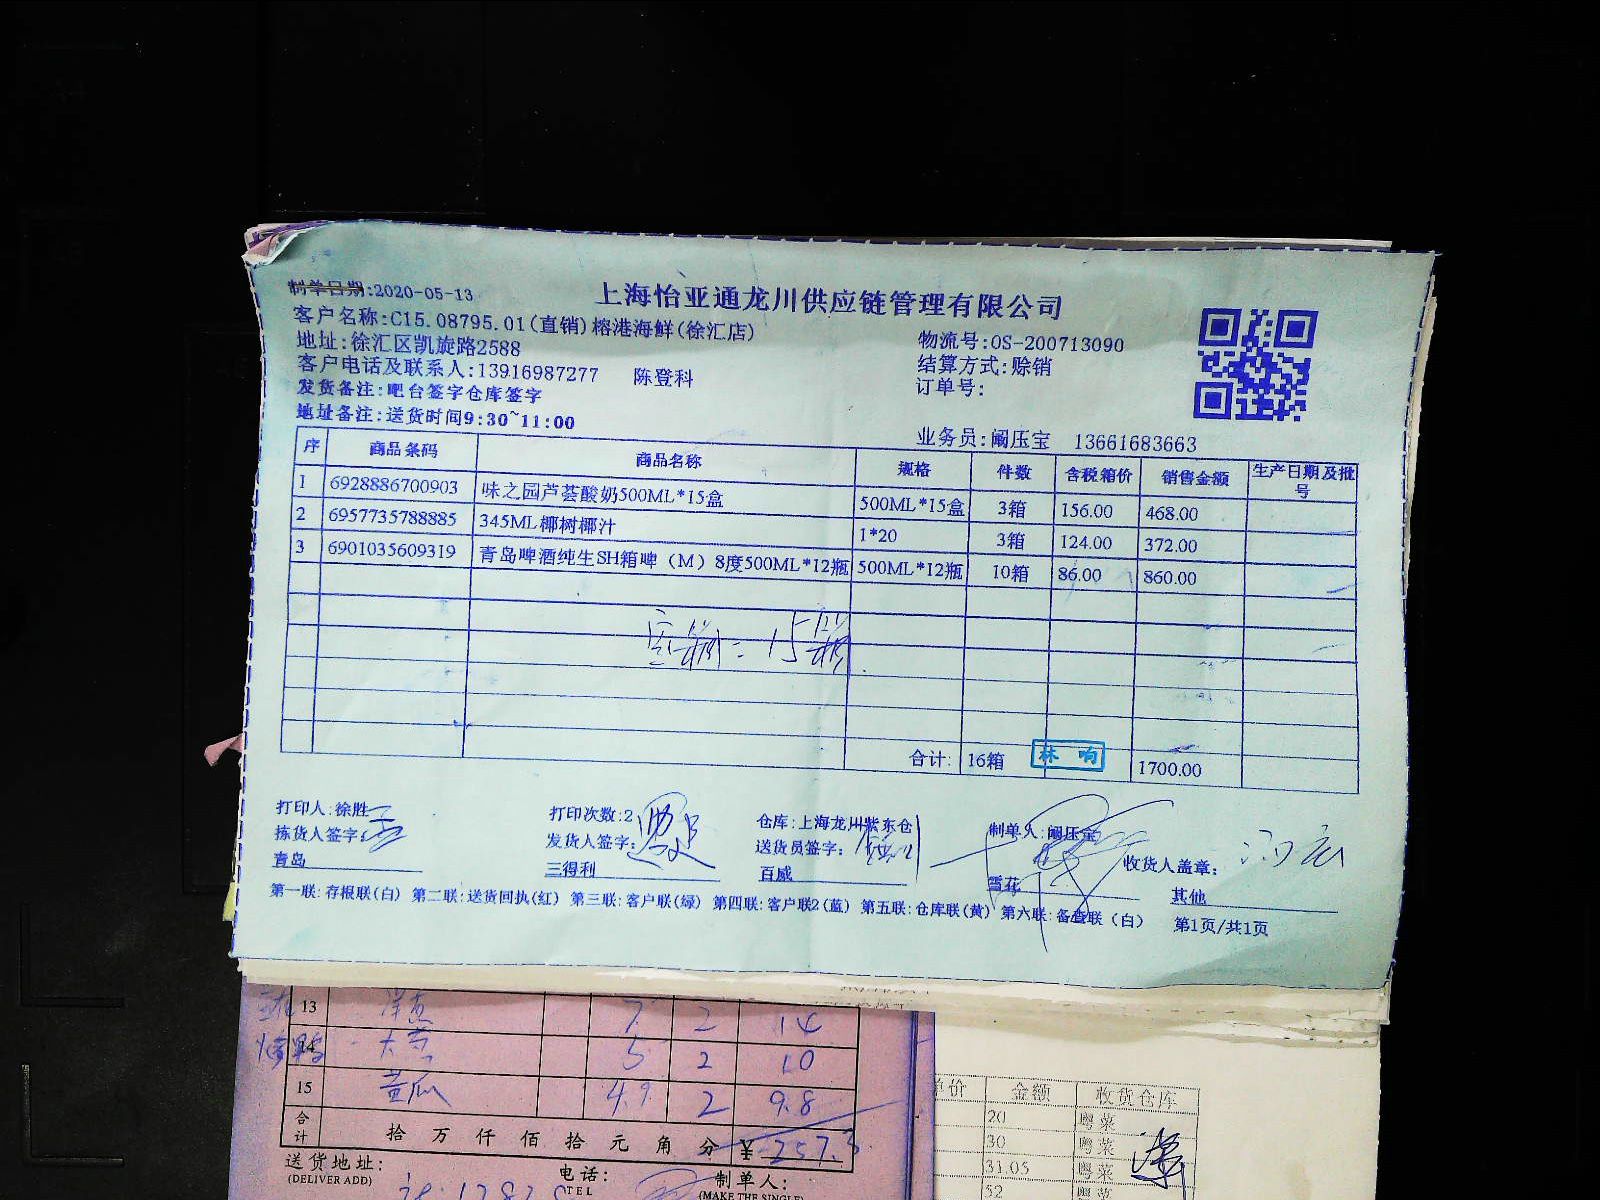 上海怡亚通龙川供应链管理有限公司
制单日期:2020-05-13
客户名称:C15.08795.01(直销)榕港海鲜(徐汇店)
地址:徐汇区凯旋路2588
物流号:OS-200713090
客户电话及联系人:13916987277 陈登科
结算方式:赊销
发货备注:吧台签字仓库签字
订单号:
地址备注:送货时间9:30~11:00
业务员:阚压宝 13661683663
序 商品条码 商品名称 规格 件数 含税箱价 销售金额 生产日期及批号
1 6928886700903 味之园芦荟酸奶500ML*15盒 500ML*15盒 3箱 156.00 468.00
2 6957735788885 345ML椰树椰汁 1*20 3箱 124.00 372.00
3 6901035609319 青岛啤酒纯生SH箱啤（M）8度500ML*12瓶 500ML*12瓶 10箱 86.00 860.00
合计: 16箱 林响 1700.00
打印人:徐胜 打印次数:2 仓库:上海龙川紫东仓 制单人:阚压宝
拣货人签字: 发货人签字: 送货员签字: 收货人盖章:
青岛 三得利 百威 雪花 其他
第一联:存根联(白) 第二联:送货回执(红) 第三联:客户联(绿) 第四联:客户联2(蓝) 第五联:仓库联(黄) 第六联:备查联（白） 第1页/共1页
13 7 2 14
14 5 2 10
15 黄瓜 4.9 2 9.8
合计 拾 万 仟 佰 拾 元 角 分 ¥ 257.3
送货地址: 电话: 制单人:
(DELIVER ADD) TEL (MAKE THE SINGLE)
单价 金额 收货仓库
20 粤菜
30 粤菜
31.05 粤菜
52 粤菜